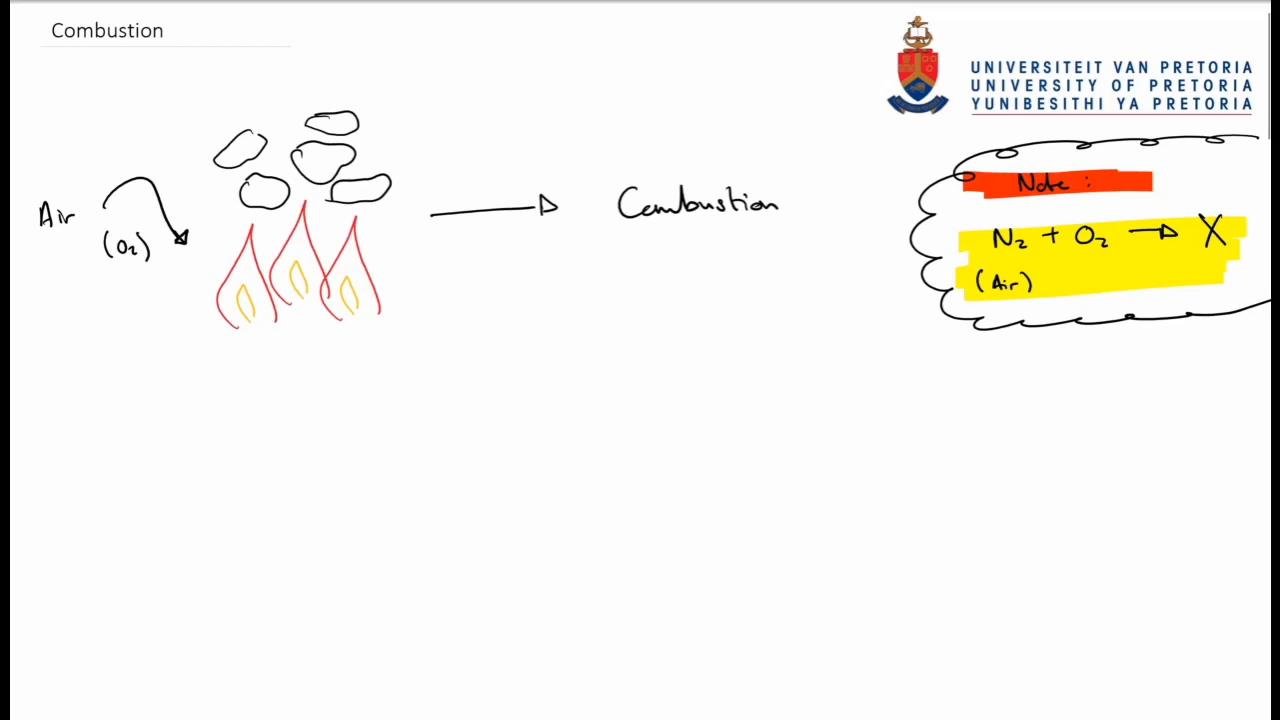 Combustion
UNIVERSITEIT VAN PRETORIA
UNIVERSITY OF PRETORIA
YUNIBESITHI YA PRETORIA
Air
(O₂)
Combustion
Note :
N₂ + O₂ → X
(Air)